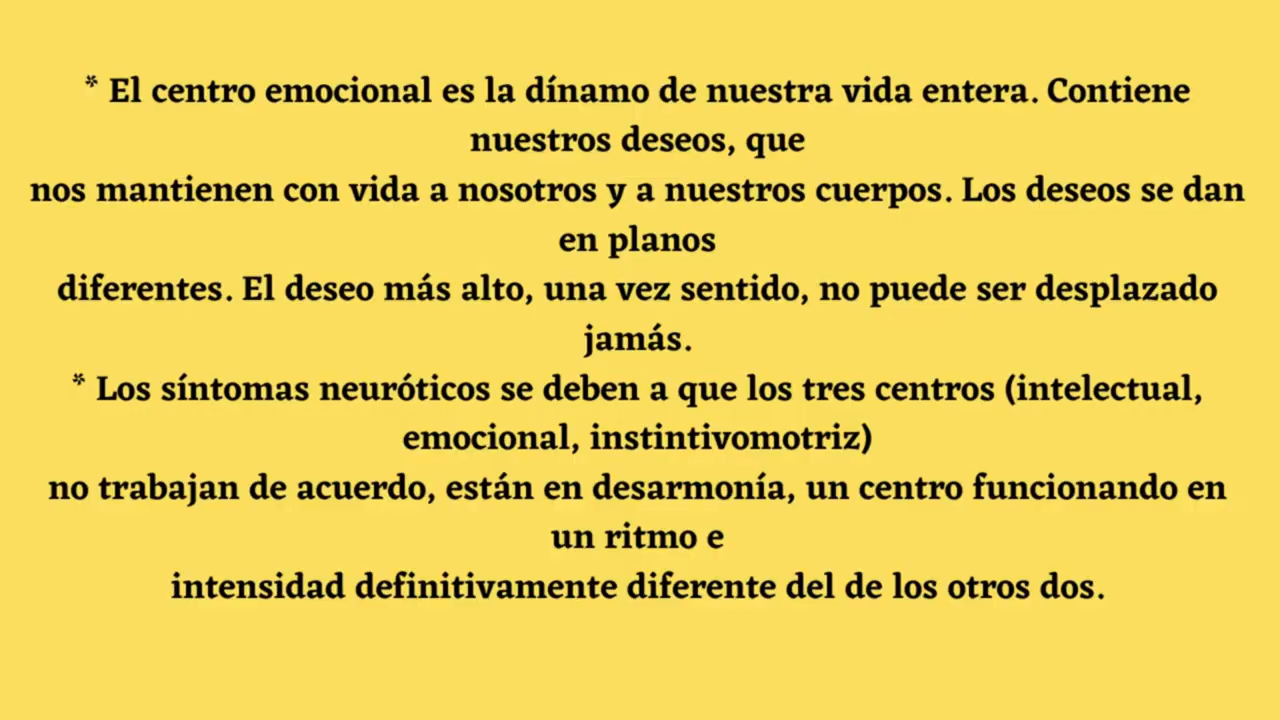 * El centro emocional es la dínamo de nuestra vida entera. Contiene
nuestros deseos, que
nos mantienen con vida a nosotros y a nuestros cuerpos. Los deseos se dan
en planos
diferentes. El deseo más alto, una vez sentido, no puede ser desplazado
jamás.
* Los síntomas neuróticos se deben a que los tres centros (intelectual,
emocional, instintivomotriz)
no trabajan de acuerdo, están en desarmonía, un centro funcionando en
un ritmo e
intensidad definitivamente diferente del de los otros dos.